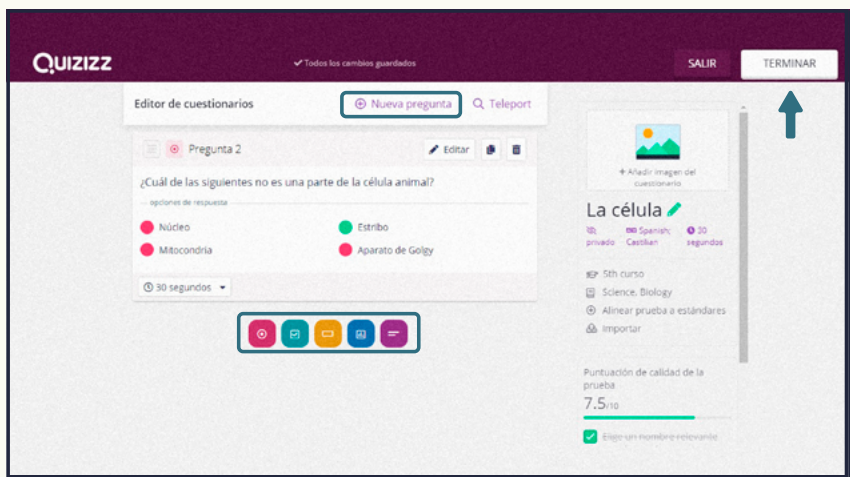 QUIZIZZ
Todos los cambios guardados
SALIR
TERMINAR
Editor de cuestionarios
Nueva pregunta
Teleport
Pregunta 2
Editar
¿Cuál de las siguientes no es una parte de la célula animal?
opciones de respuesta
Núcleo
Estribo
Mitocondria
Aparato de Golgy
30 segundos
+ Añadir imagen del
cuestionario
La célula
privado
Spanish; Castilian
30 segundos
5th curso
Science, Biology
Alinear prueba a estándares
Importar
Puntuación de calidad de la
prueba
7.5/10
Elige un nombre relevante